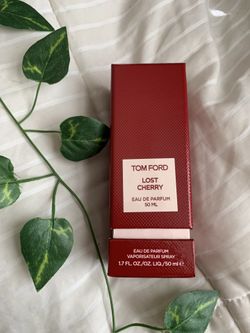 TOM FORD
LOST
CHERRY
EAU DE PARFUM
50 ML
EAU DE PARFUM
VAPORISATEUR SPRAY
1.7 FL. OZ./OZ. LIQ./50 ml ℮